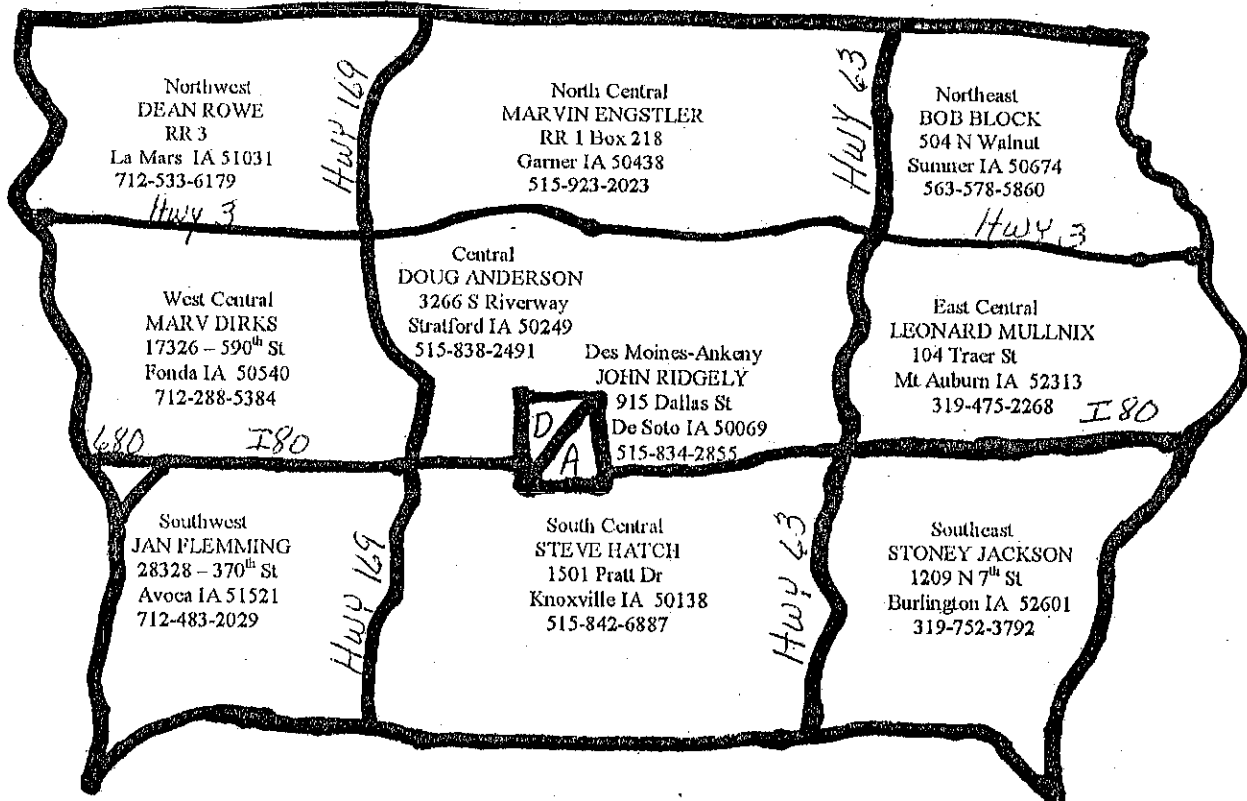 Northwest
DEAN ROWE
RR 3
La Mars IA 51031
712-533-6179
Hwy 169
North Central
MARVIN ENGSTLER
RR 1 Box 218
Garner IA 50438
515-923-2023
Hwy 63
Northeast
BOB BLOCK
504 N Walnut
Sumner IA 50674
563-578-5860
Hwy 3
Hwy 3
West Central
MARV DIRKS
17326 – 590th St
Fonda IA 50540
712-288-5384
Central
DOUG ANDERSON
3266 S Riverway
Stratford IA 50249
515-838-2491
Des Moines-Ankeny
JOHN RIDGELY
915 Dallas St
De Soto IA 50069
515-834-2855
D
A
East Central
LEONARD MULLNIX
104 Traer St
Mt Auburn IA 52313
319-475-2268
I80
680
I80
Southwest
JAN FLEMMING
28328 – 370th St
Avoca IA 51521
712-483-2029
Hwy 169
South Central
STEVE HATCH
1501 Pratt Dr
Knoxville IA 50138
515-842-6887
Hwy 63
Southeast
STONEY JACKSON
1209 N 7th St
Burlington IA 52601
319-752-3792